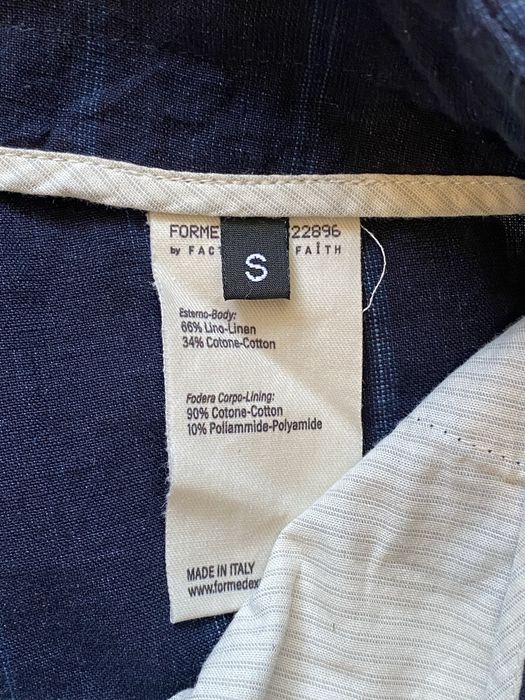 FORME 22896
by FAC FAITH
S
Esterno-Body:
66% Lino-Linen
34% Cotone-Cotton
Fodera Corpo-Lining:
90% Cotone-Cotton
10% Poliammide-Polyamide
MADE IN ITALY
www.formedex